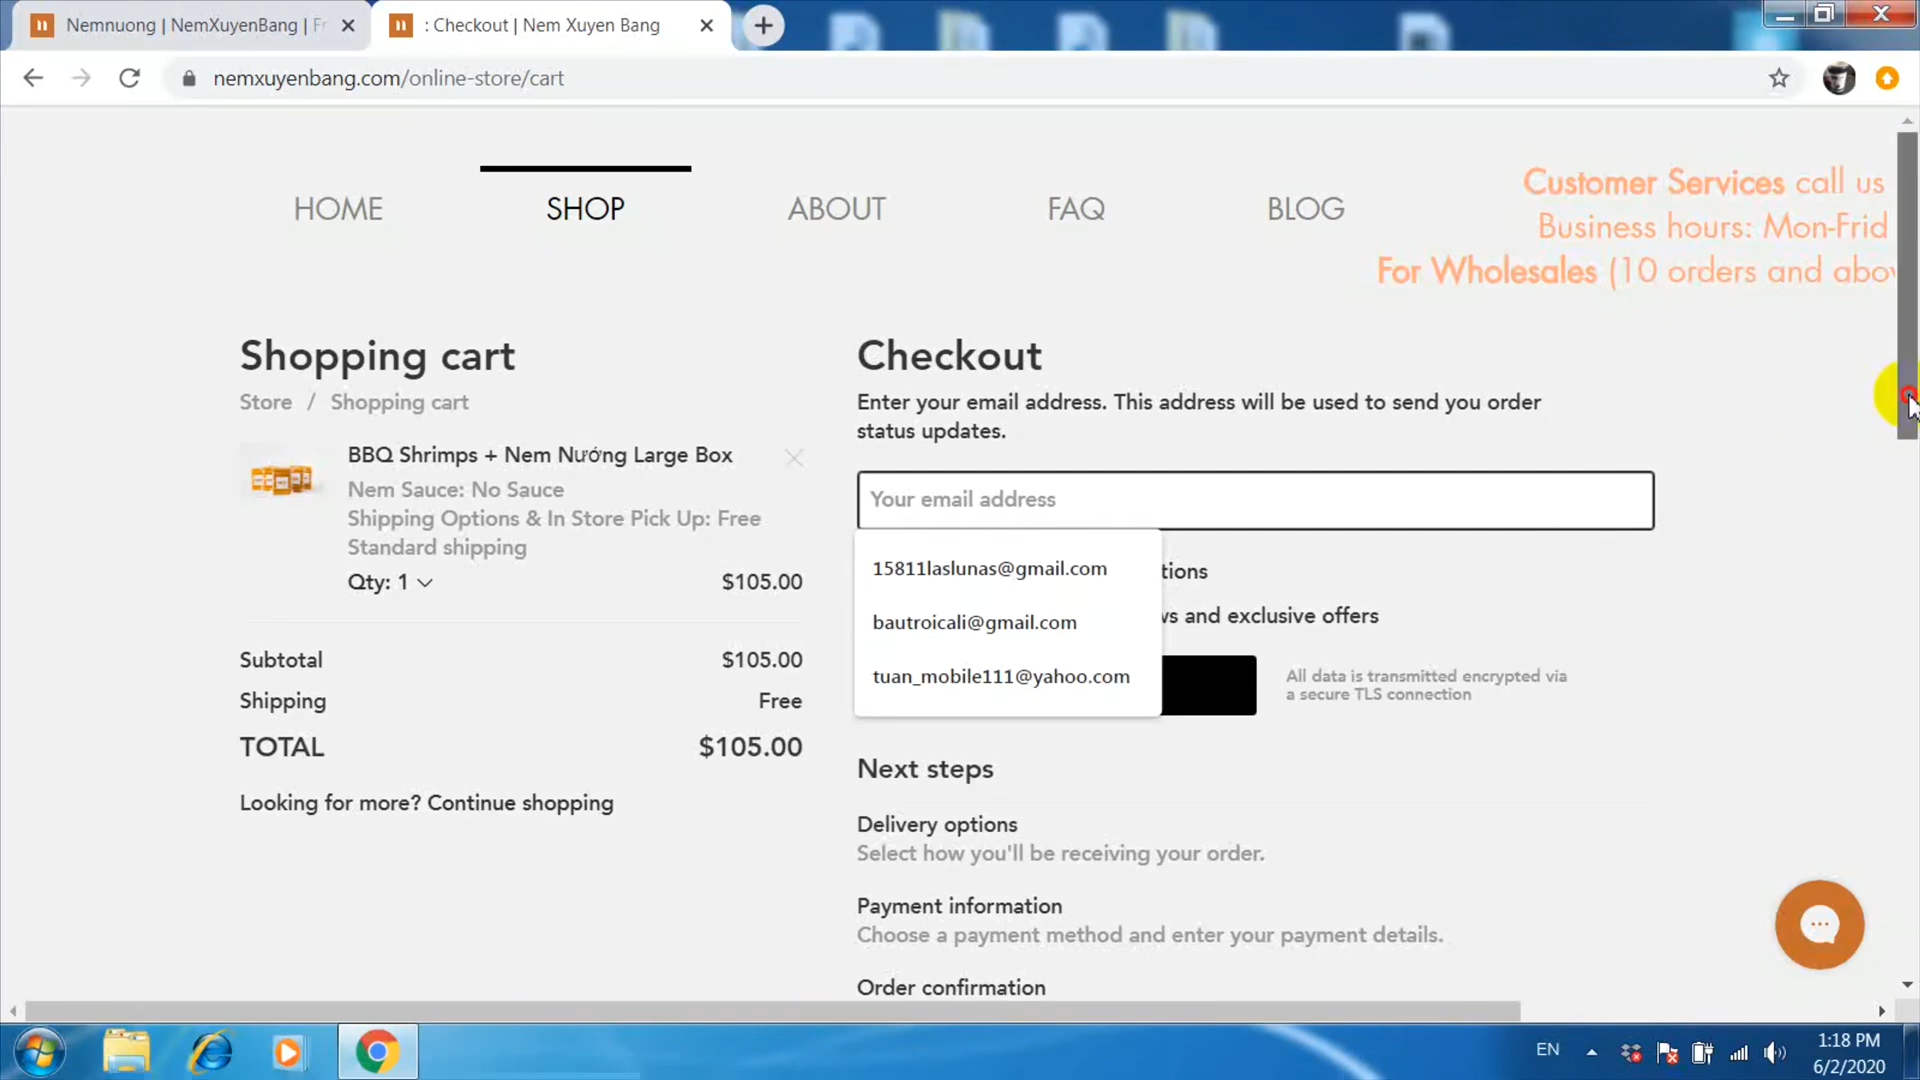 Nemnuong | NemXuyenBang | Fr
: Checkout | Nem Xuyen Bang
nemxuyenbang.com/online-store/cart
HOME
SHOP
ABOUT
FAQ
BLOG
Customer Services call us
Business hours: Mon-Frid
For Wholesales (10 orders and abov
Shopping cart
Store / Shopping cart
BBQ Shrimps + Nem Nướng Large Box
Nem Sauce: No Sauce
Shipping Options & In Store Pick Up: Free
Standard shipping
Qty: 1
$105.00
Subtotal $105.00
Shipping Free
TOTAL $105.00
Looking for more? Continue shopping
Checkout
Enter your email address. This address will be used to send you order
status updates.
Your email address
15811laslunas@gmail.com
bautroicali@gmail.com
tuan_mobile111@yahoo.com
tions
ws and exclusive offers
All data is transmitted encrypted via
a secure TLS connection
Next steps
Delivery options
Select how you'll be receiving your order.
Payment information
Choose a payment method and enter your payment details.
Order confirmation
EN
1:18 PM
6/2/2020